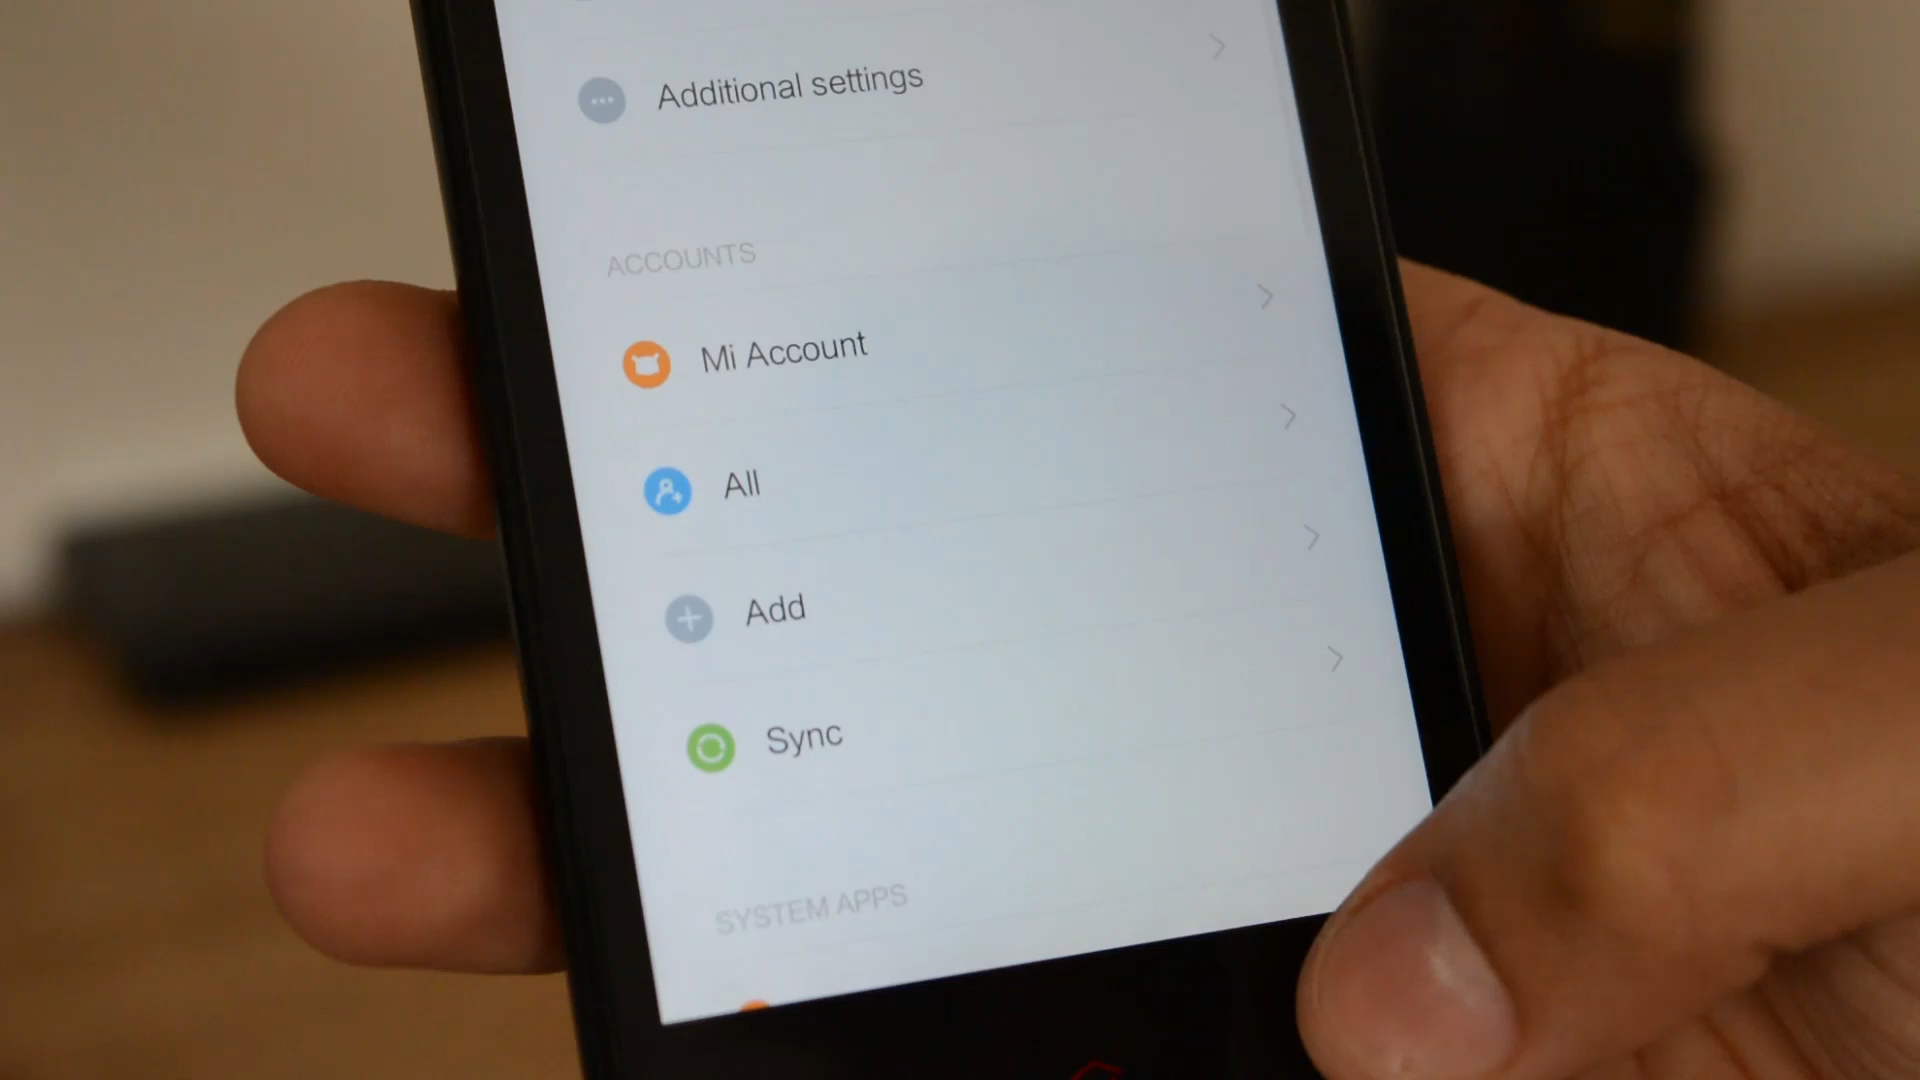 Additional settings
ACCOUNTS
Mi Account
All
Add
Sync
SYSTEM APPS